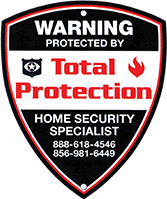 WARNING
PROTECTED BY
Total
Protection
HOME SECURITY
SPECIALIST
888-618-4546
856-981-6449